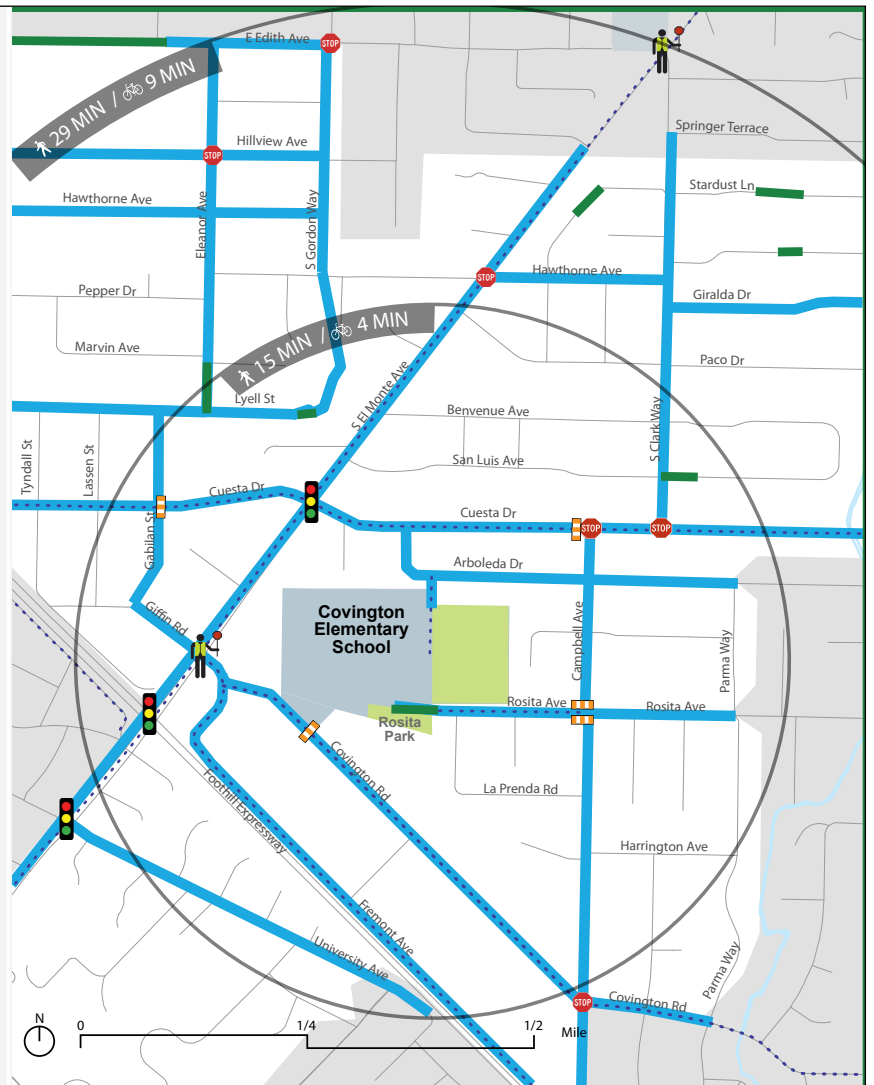 E Edith Ave
STOP
29 MIN / 9 MIN
Springer Terrace
Hillview Ave
STOP
Stardust Ln
Hawthorne Ave
Eleanor Ave
S Gordon Way
Hawthorne Ave
STOP
Pepper Dr
Giralda Dr
15 MIN / 4 MIN
Marvin Ave
Paco Dr
S El Monte Ave
Lyell St
Benvenue Ave
S Clark Way
Tyndall St
Lassen St
San Luis Ave
Cuesta Dr
Cuesta Dr
STOP
STOP
Gabilan St
Arboleda Dr
Giffin Rd
Covington
Elementary
School
Campbell Ave
Parma Way
Rosita Ave
Rosita Ave
Rosita
Park
Covington Rd
La Prenda Rd
Foothill Expressway
Harrington Ave
Fremont Ave
University Ave
Parma Way
STOP
Covington Rd
N
0
1/4
1/2
Mile